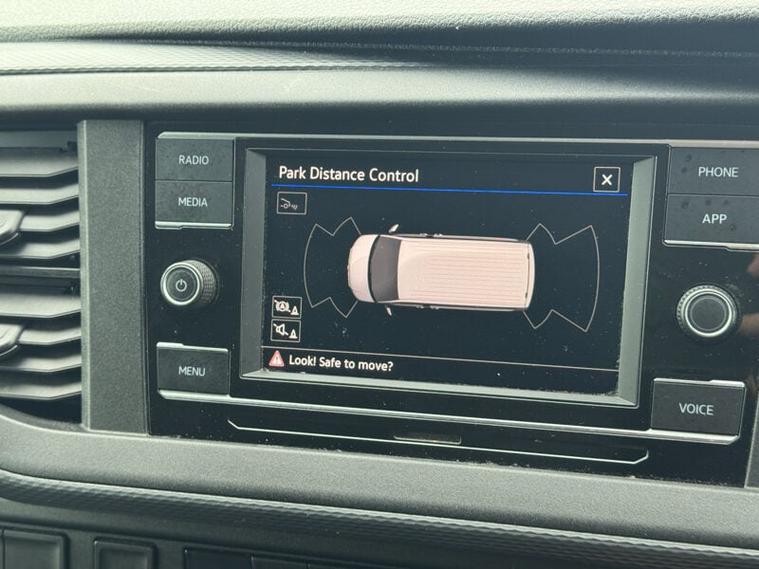 RADIO
MEDIA
MENU
Park Distance Control
X
Look! Safe to move?
PHONE
APP
VOICE